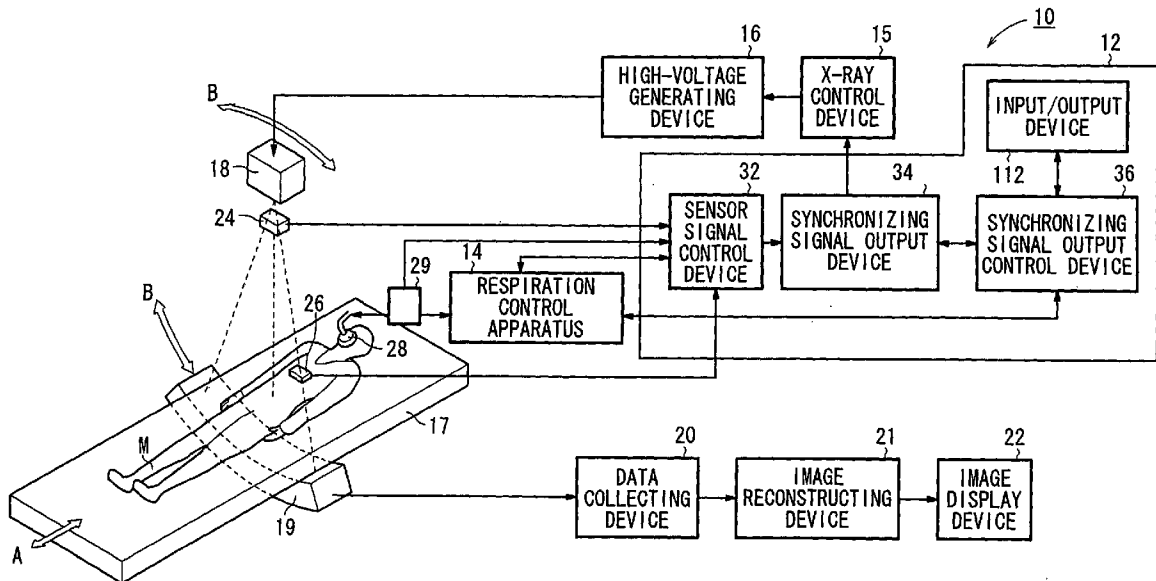 10
16
15
12
HIGH-VOLTAGE
GENERATING
DEVICE
X-RAY
CONTROL
DEVICE
INPUT/OUTPUT
DEVICE
B
18
112
32
34
36
24
SENSOR
SIGNAL
CONTROL
DEVICE
SYNCHRONIZING
SIGNAL OUTPUT
DEVICE
SYNCHRONIZING
SIGNAL OUTPUT
CONTROL DEVICE
14
29
B
26
RESPIRATION
CONTROL
APPARATUS
28
17
M
20
21
22
DATA
COLLECTING
DEVICE
IMAGE
RECONSTRUCTING
DEVICE
IMAGE
DISPLAY
DEVICE
19
A